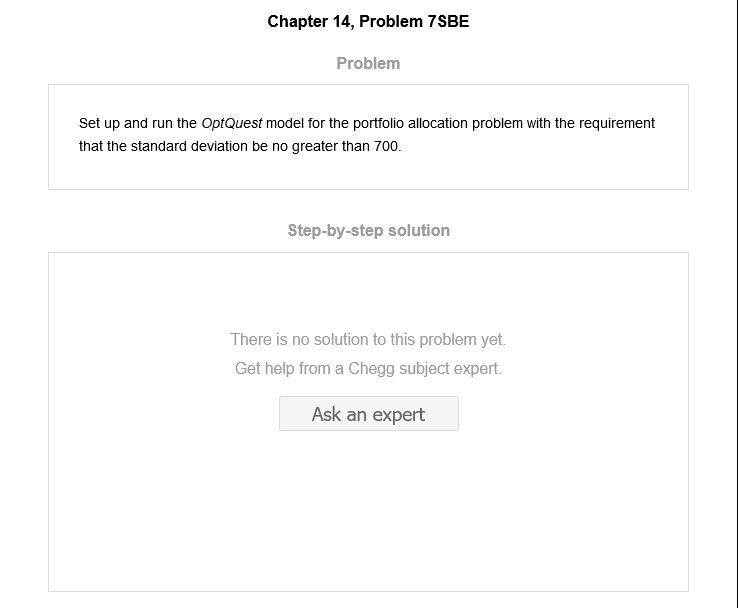 Chapter 14, Problem 7SBE
Problem
Set up and run the OptQuest model for the portfolio allocation problem with the requirement
that the standard deviation be no greater than 700.
Step-by-step solution
There is no solution to this problem yet.
Get help from a Chegg subject expert.
Ask an expert